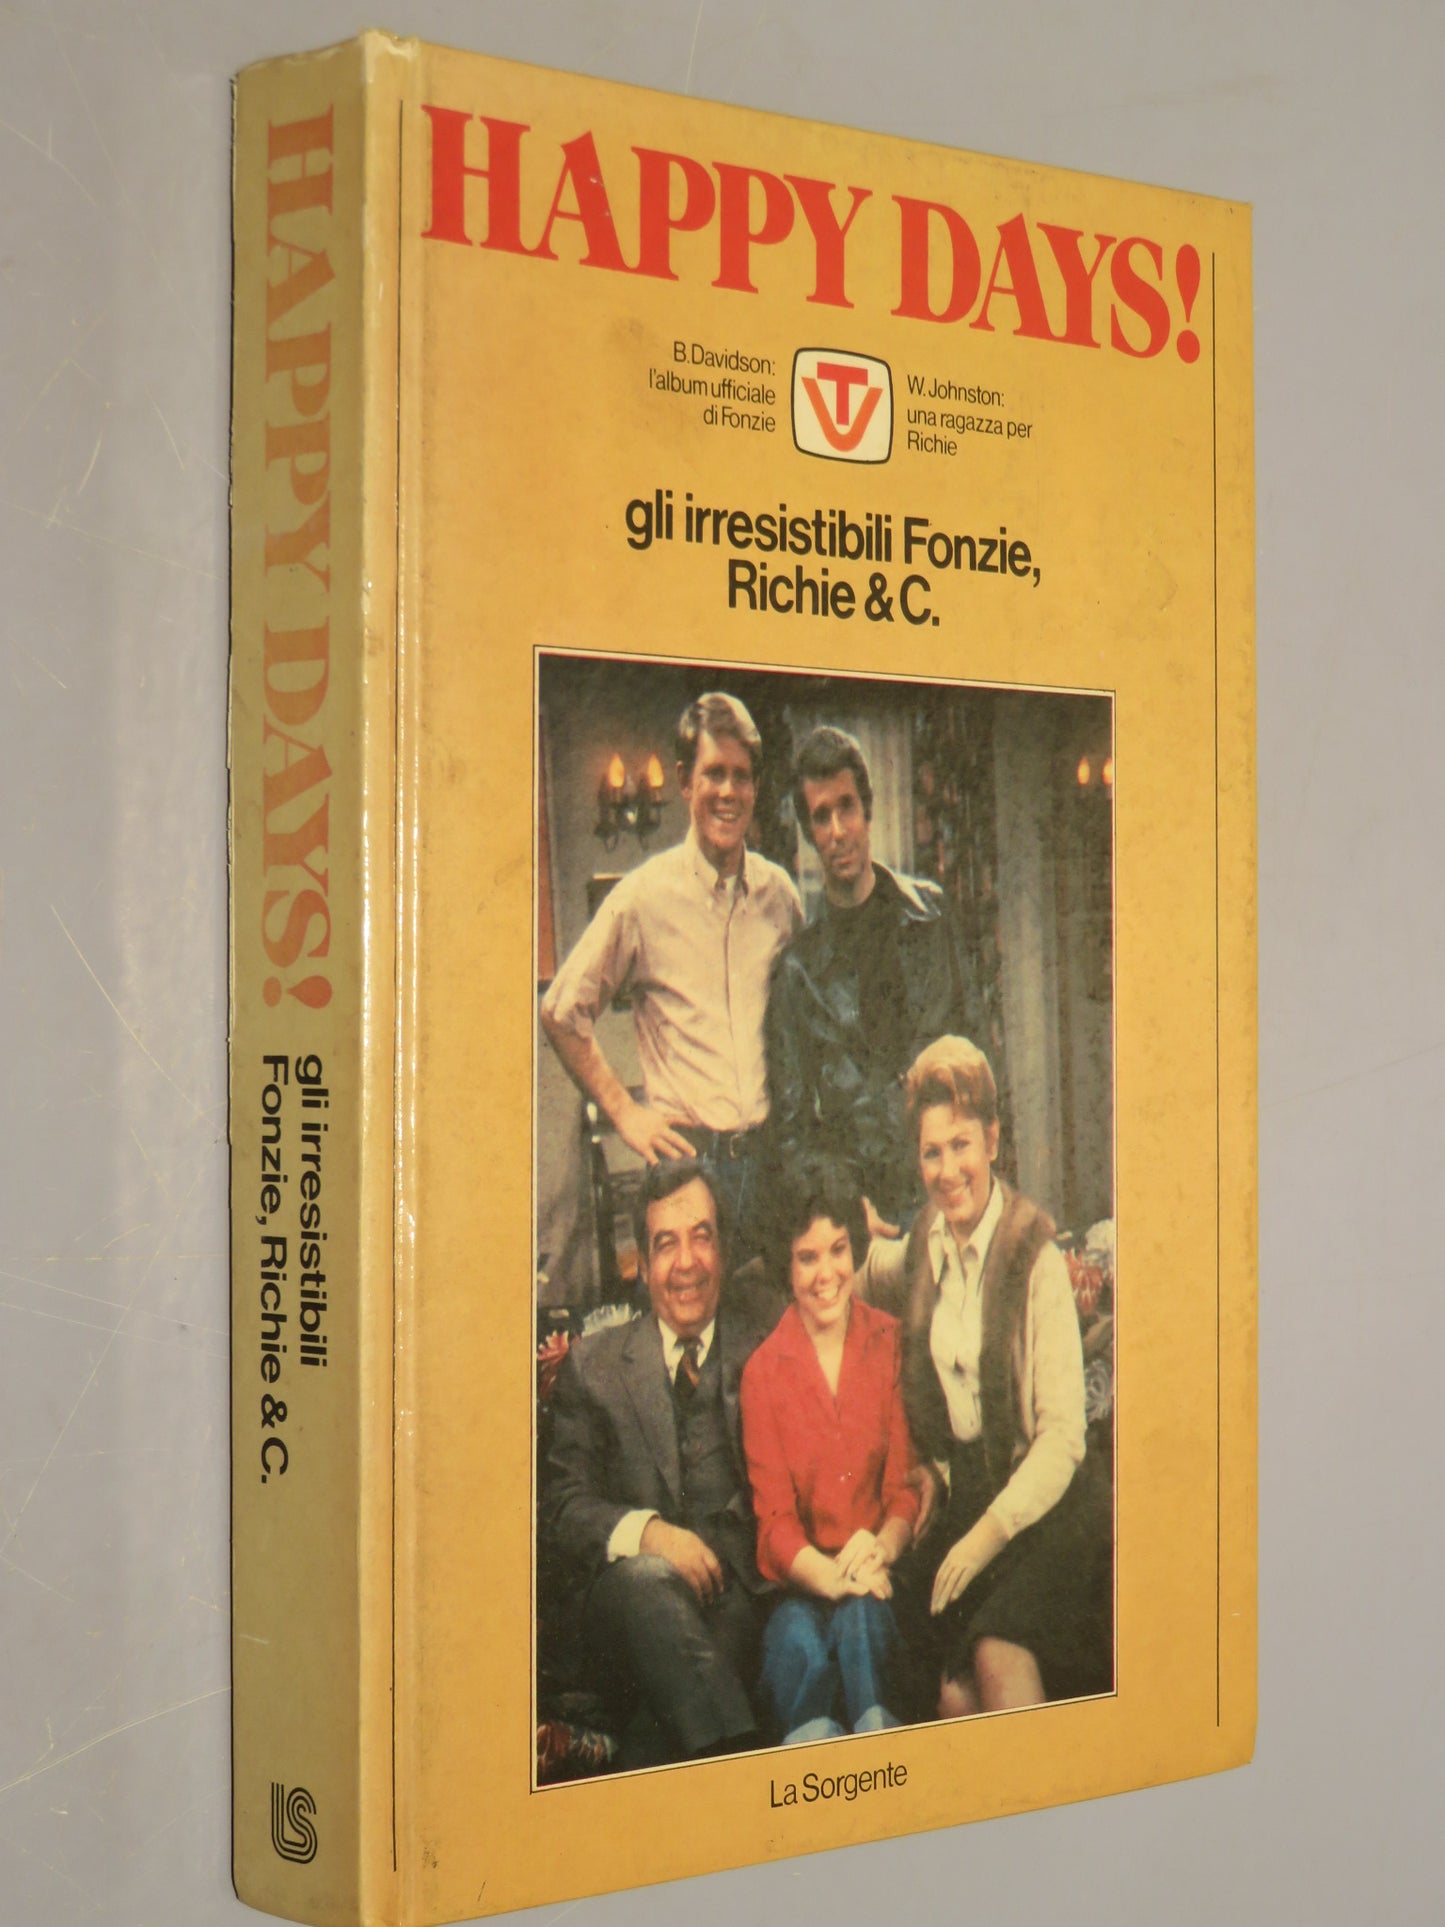 HAPPY DAYS!
B. Davidson:
l'album ufficiale
di Fonzie
TV
W. Johnston:
una ragazza per
Richie
gli irresistibili Fonzie,
Richie & C.
La Sorgente
HAPPY DAYS!
gli irresistibili
Fonzie, Richie & C.
LS